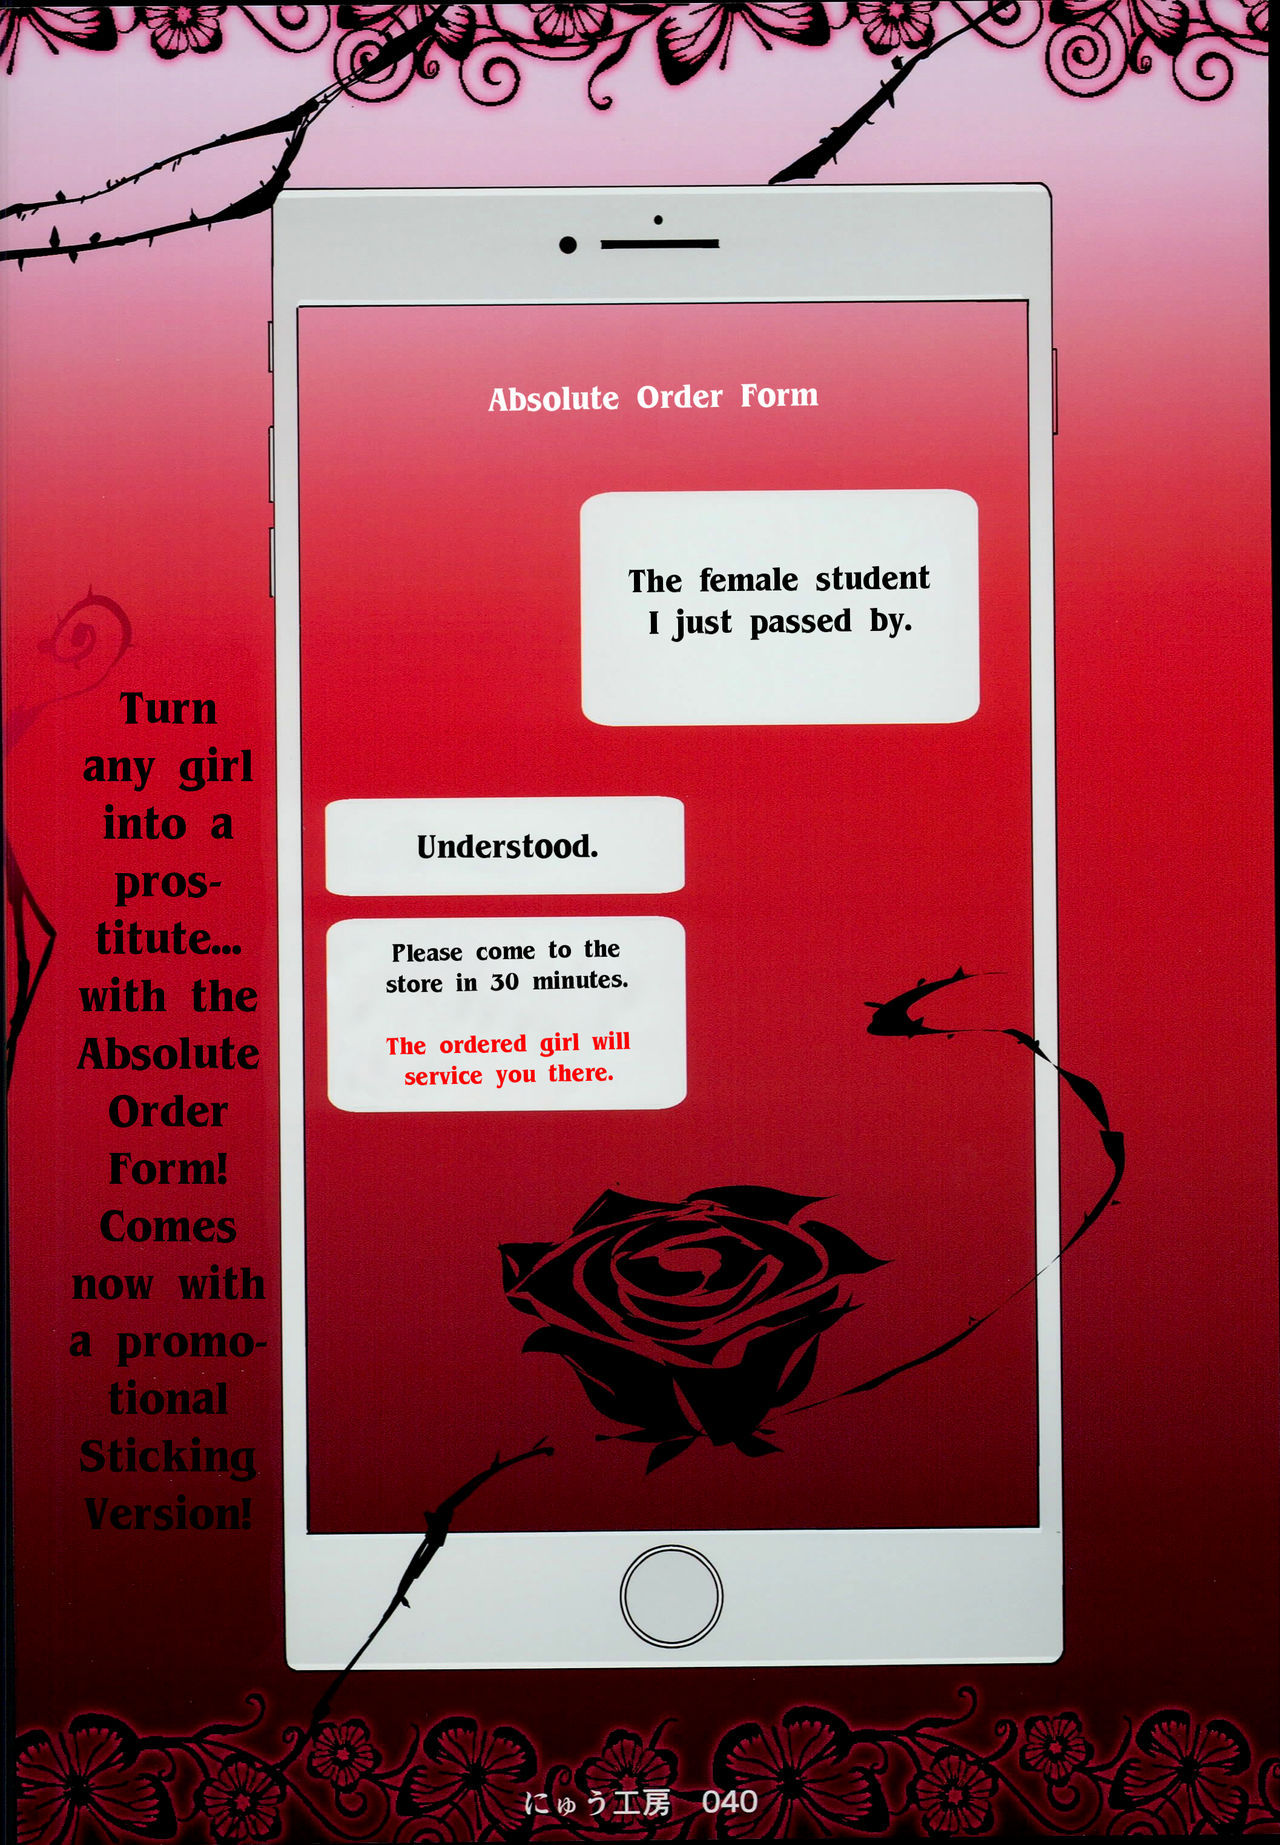 Absolute Order Form
The female student
I just passed by.
Understood.
Please come to the
store in 30 minutes.
The ordered girl will
service you there.
Turn
any girl
into a
pros-
titute...
with the
Absolute
Order
Form!
Comes
now with
a promo-
tional
Sticking
Version!
にゅう工房 040